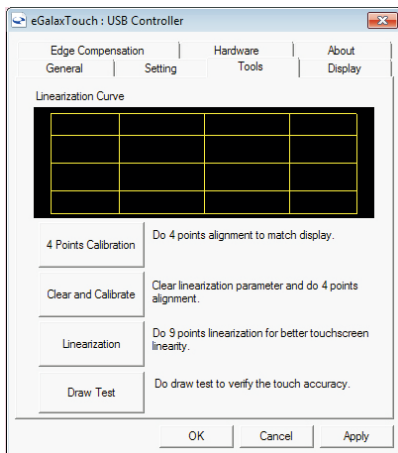 eGalaxTouch : USB Controller
Edge Compensation Hardware About
General Setting Tools Display
Linearization Curve
4 Points Calibration
Do 4 points alignment to match display.
Clear and Calibrate
Clear linearization parameter and do 4 points
alignment.
Linearization
Do 9 points linearization for better touchscreen
linearity.
Draw Test
Do draw test to verify the touch accuracy.
OK Cancel Apply